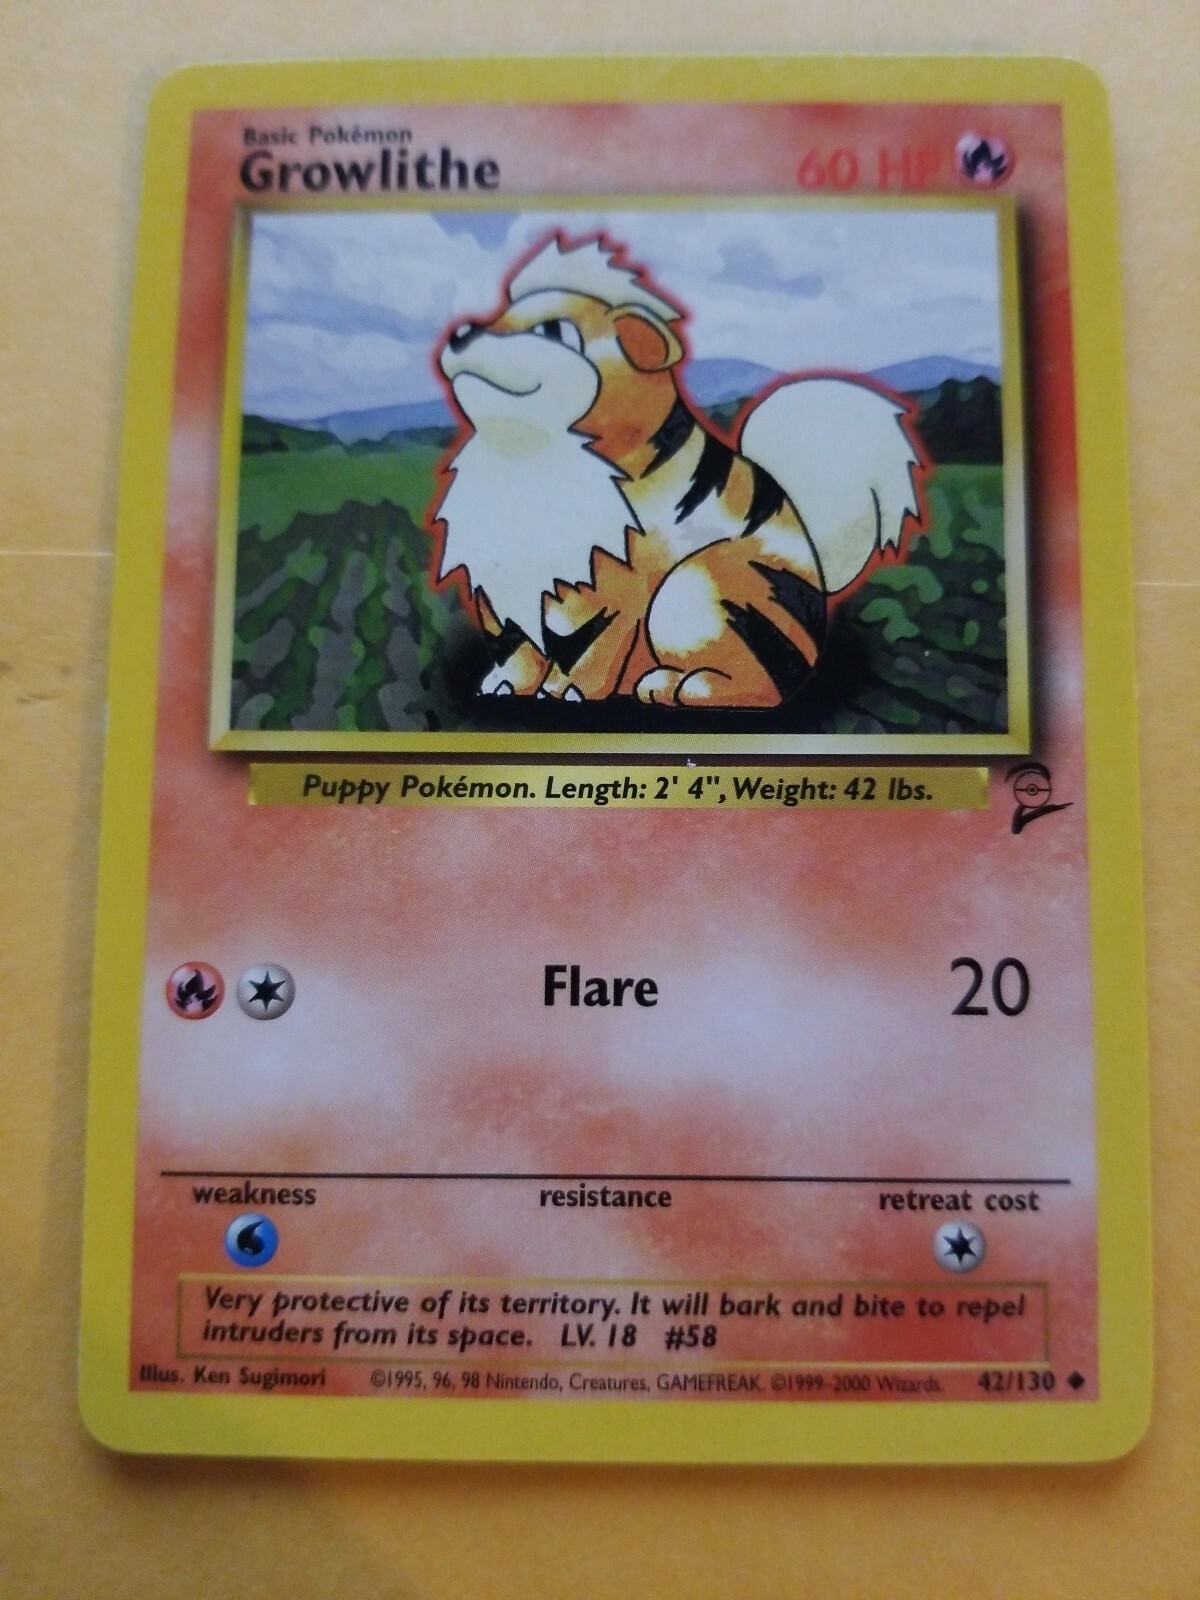 Basic Pokémon
Growlithe
60 HP
Puppy Pokémon. Length: 2' 4", Weight: 42 lbs.
Flare 20
weakness resistance retreat cost
Very protective of its territory. It will bark and bite to repel
intruders from its space. LV. 18 #58
Illus. Ken Sugimori ©1995, 96, 98 Nintendo, Creatures, GAMEFREAK. ©1999-2000 Wizards. 42/130